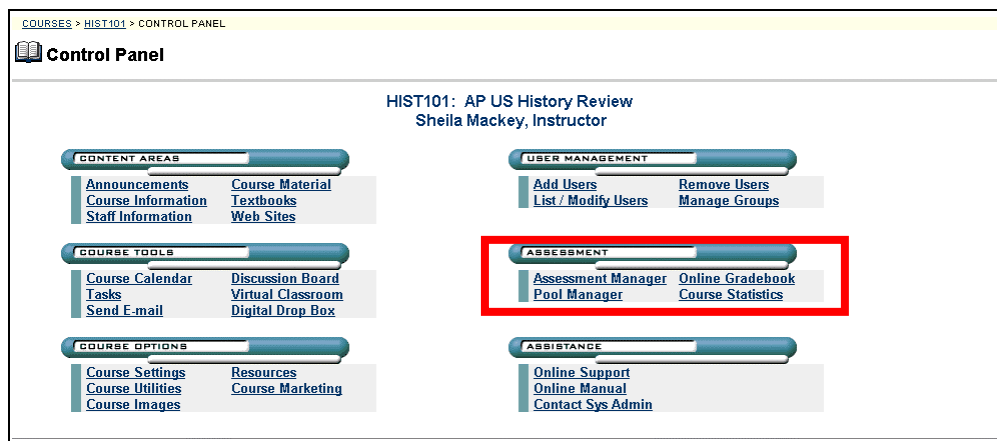 COURSES > HIST101 > CONTROL PANEL
Control Panel
HIST101: AP US History Review
Sheila Mackey, Instructor
CONTENT AREAS
Announcements Course Material
Course Information Textbooks
Staff Information Web Sites
USER MANAGEMENT
Add Users Remove Users
List / Modify Users Manage Groups
COURSE TOOLS
Course Calendar Discussion Board
Tasks Virtual Classroom
Send E-mail Digital Drop Box
ASSESSMENT
Assessment Manager Online Gradebook
Pool Manager Course Statistics
COURSE OPTIONS
Course Settings Resources
Course Utilities Course Marketing
Course Images
ASSISTANCE
Online Support
Online Manual
Contact Sys Admin